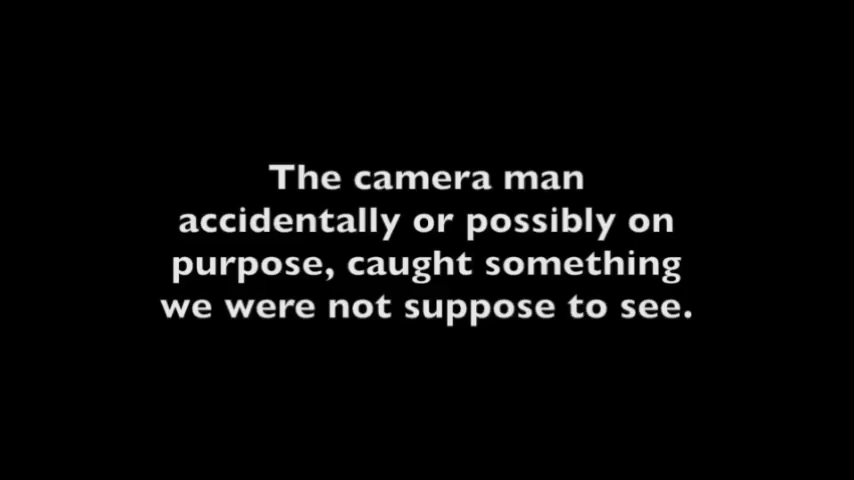 The camera man
accidentally or possibly on
purpose, caught something
we were not suppose to see.